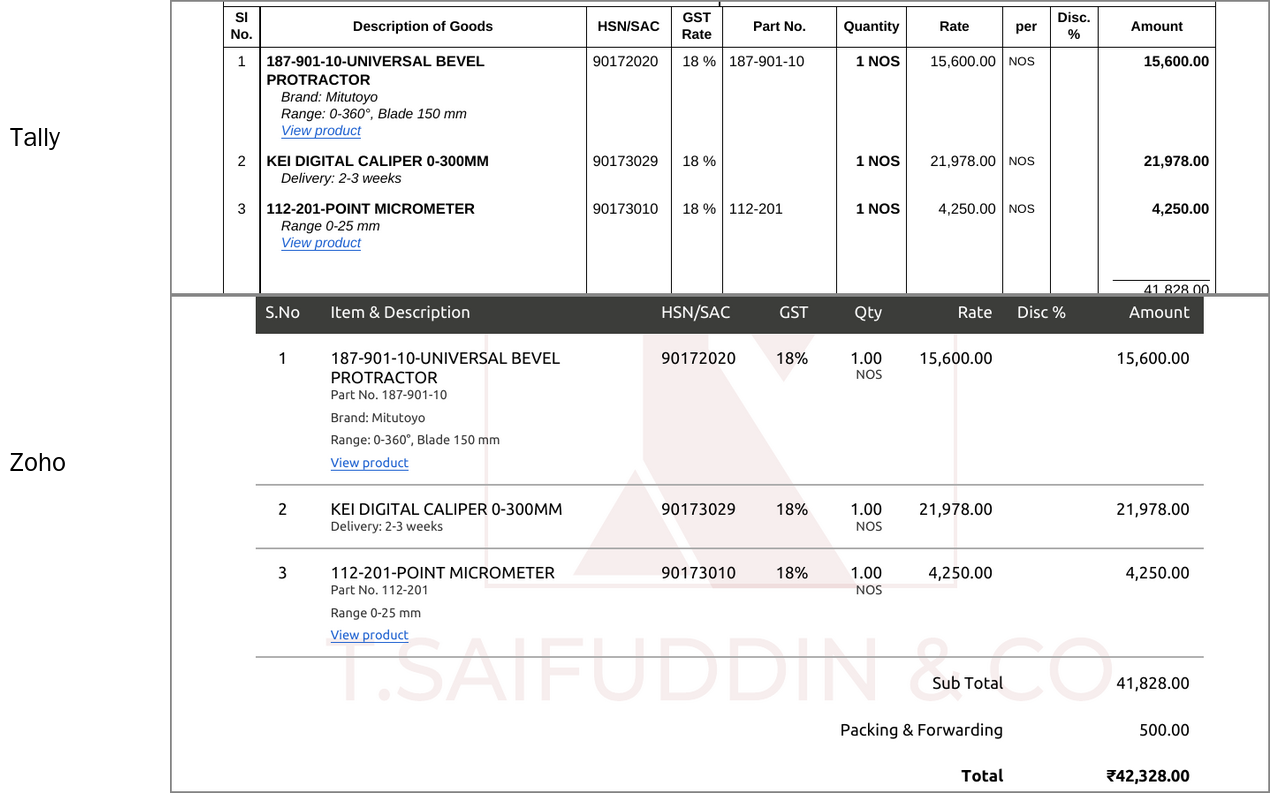 Tally
Sl No. Description of Goods HSN/SAC GST Rate Part No. Quantity Rate per Disc. % Amount
1 187-901-10-UNIVERSAL BEVEL 90172020 18 % 187-901-10 1 NOS 15,600.00 NOS 15,600.00
PROTRACTOR
Brand: Mitutoyo
Range: 0-360°, Blade 150 mm
View product
2 KEI DIGITAL CALIPER 0-300MM 90173029 18 % 1 NOS 21,978.00 NOS 21,978.00
Delivery: 2-3 weeks
3 112-201-POINT MICROMETER 90173010 18 % 112-201 1 NOS 4,250.00 NOS 4,250.00
Range 0-25 mm
View product
41,828.00
Zoho
S.No Item & Description HSN/SAC GST Qty Rate Disc % Amount
1 187-901-10-UNIVERSAL BEVEL 90172020 18% 1.00 15,600.00 15,600.00
PROTRACTOR NOS
Part No. 187-901-10
Brand: Mitutoyo
Range: 0-360°, Blade 150 mm
View product
2 KEI DIGITAL CALIPER 0-300MM 90173029 18% 1.00 21,978.00 21,978.00
Delivery: 2-3 weeks NOS
3 112-201-POINT MICROMETER 90173010 18% 1.00 4,250.00 4,250.00
Part No. 112-201 NOS
Range 0-25 mm
View product
T.SAIFUDDIN & CO
Sub Total 41,828.00
Packing & Forwarding 500.00
Total ₹42,328.00